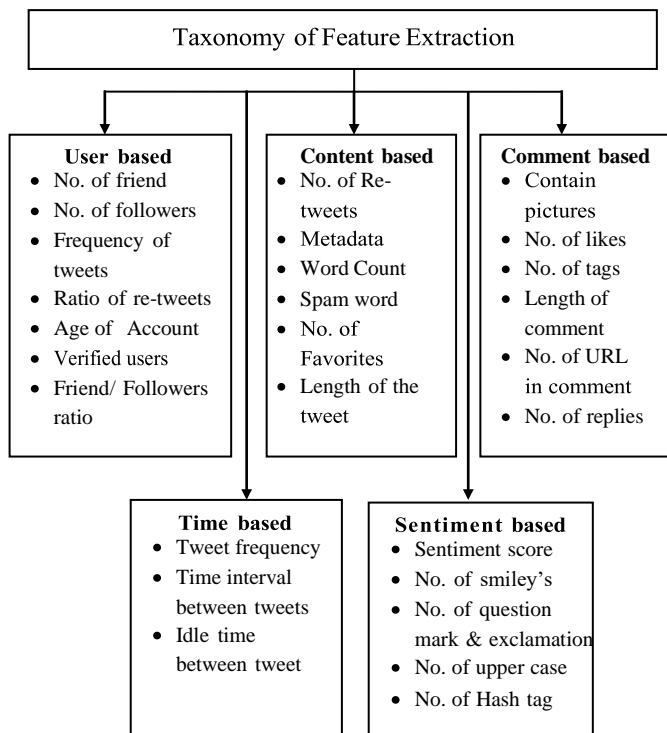 Taxonomy of Feature Extraction
User based
• No. of friend
• No. of followers
• Frequency of
tweets
• Ratio of re-tweets
• Age of Account
• Verified users
• Friend/ Followers
ratio
Content based
• No. of Re-
tweets
• Metadata
• Word Count
• Spam word
• No. of
Favorites
• Length of the
tweet
Comment based
• Contain
pictures
• No. of likes
• No. of tags
• Length of
comment
• No. of URL
in comment
• No. of replies
Time based
• Tweet frequency
• Time interval
between tweets
• Idle time
between tweet
Sentiment based
• Sentiment score
• No. of smiley's
• No. of question
mark & exclamation
• No. of upper case
• No. of Hash tag